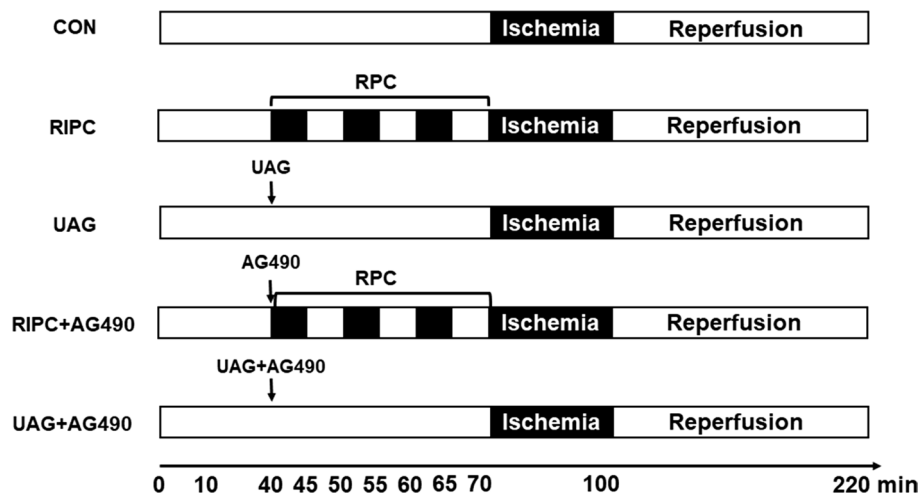 CON Ischemia Reperfusion
RPC
RIPC Ischemia Reperfusion
UAG
UAG Ischemia Reperfusion
AG490
RPC
RIPC+AG490 Ischemia Reperfusion
UAG+AG490
UAG+AG490 Ischemia Reperfusion
0 10 40 45 50 55 60 65 70 100 220 min